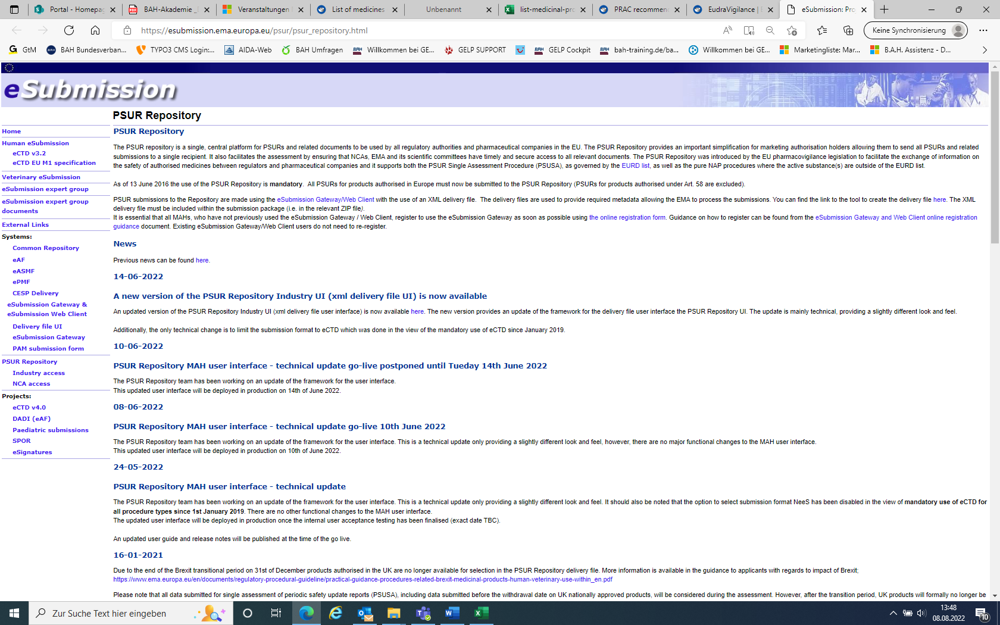 Portal - Homepag
BAH-Akademie _
Veranstaltungen
List of medicines
Unbenannt
list-medicinal-pro
PRAC recommen
EudraVigilance |
eSubmission: Pro
https://esubmission.ema.europa.eu/psur/psur_repository.html
Keine Synchronisierung
GtM
BAH Bundesverban...
TYPO3 CMS Login:...
AIDA-Web
BAH Umfragen
Willkommen bei GE...
GELP SUPPORT
GELP Cockpit
bah-training.de/ba...
Willkommen bei GE...
Marketingliste: Mar...
B.A.H. Assistenz - D...
eSubmission
PSUR Repository
Home
Human eSubmission
eCTD v3.2
eCTD EU M1 specification
Veterinary eSubmission
eSubmission expert group
eSubmission expert group
documents
External Links
Systems:
Common Repository
eAF
eASMF
ePMF
CESP Delivery
eSubmission Gateway &
eSubmission Web Client
Delivery file UI
eSubmission Gateway
PAM submission form
PSUR Repository
Industry access
NCA access
Projects:
eCTD v4.0
DADI (eAF)
Paediatric submissions
SPOR
eSignatures
PSUR Repository
The PSUR repository is a single, central platform for PSURs and related documents to be used by all regulatory authorities and pharmaceutical companies in the EU. The PSUR Repository provides an important simplification for marketing authorisation holders allowing them to send all PSURs and related
submissions to a single recipient. It also facilitates the assessment by ensuring that NCAs, EMA and its scientific committees have timely and secure access to all relevant documents. The PSUR Repository was introduced by the EU pharmacovigilance legislation to facilitate the exchange of information on
the safety of authorised medicines between regulators and pharmaceutical companies and it supports both the PSUR Single Assessment Procedure (PSUSA), as governed by the EURD list, as well as the pure NAP procedures where the active substance(s) are outside of the EURD list.
As of 13 June 2016 the use of the PSUR Repository is mandatory. All PSURs for products authorised in Europe must now be submitted to the PSUR Repository (PSURs for products authorised under Art. 58 are excluded).
PSUR submissions to the Repository are made using the eSubmission Gateway/Web Client with the use of an XML delivery file. The delivery files are used to provide required metadata allowing the EMA to process the submissions. You can find the link to the tool to create the delivery file here. The XML
delivery file must be included within the submission package (i.e. in the relevant ZIP file).
It is essential that all MAHs, who have not previously used the eSubmission Gateway / Web Client, register to use the eSubmission Gateway as soon as possible using the online registration form. Guidance on how to register can be found from the eSubmission Gateway and Web Client online registration
guidance document. Existing eSubmission Gateway/Web Client users do not need to re-register.
News
Previous news can be found here.
14-06-2022
A new version of the PSUR Repository Industry UI (xml delivery file UI) is now available
An updated version of the PSUR Repository Industry UI (xml delivery file user interface) is now available here. The new version provides an update of the framework for the delivery file user interface the PSUR Repository UI. The update is mainly technical, providing a slightly different look and feel.
Additionally, the only technical change is to limit the submission format to eCTD which was done in the view of the mandatory use of eCTD since January 2019.
10-06-2022
PSUR Repository MAH user interface - technical update go-live postponed until Tueday 14th June 2022
The PSUR Repository team has been working on an update of the framework for the user interface.
This updated user interface will be deployed in production on 14th of June 2022.
08-06-2022
PSUR Repository MAH user interface - technical update go-live 10th June 2022
The PSUR Repository team has been working on an update of the framework for the user interface. This is a technical update only providing a slightly different look and feel, however, there are no major functional changes to the MAH user interface.
This updated user interface will be deployed in production on 10th of June 2022.
24-05-2022
PSUR Repository MAH user interface - technical update
The PSUR Repository team has been working on an update of the framework for the user interface. This is a technical update only providing a slightly different look and feel. It should also be noted that the option to select submission format NeeS has been disabled in the view of mandatory use of eCTD for
all procedure types since 1st January 2019. There are no other functional changes to the MAH user interface.
The updated user interface will be deployed in production once the internal user acceptance testing has been finalised (exact date TBC).
An updated user guide and release notes will be published at the time of the go live.
16-01-2021
Due to the end of the Brexit transitional period on 31st of December products authorised in the UK are no longer available for selection in the PSUR Repository delivery file. More information is available in the guidance to applicants with regards to impact of Brexit;
https://www.ema.europa.eu/en/documents/regulatory-procedural-guideline/practical-guidance-procedures-related-brexit-medicinal-products-human-veterinary-use-within_en.pdf
Please note that all data submitted for single assessment of periodic safety update reports (PSUSA), including data submitted before the withdrawal date on UK nationally approved products, will be considered during the assessment. However, after the transition period, UK products will formally no longer be
Zur Suche Text hier eingeben
13:48
08.08.2022
10